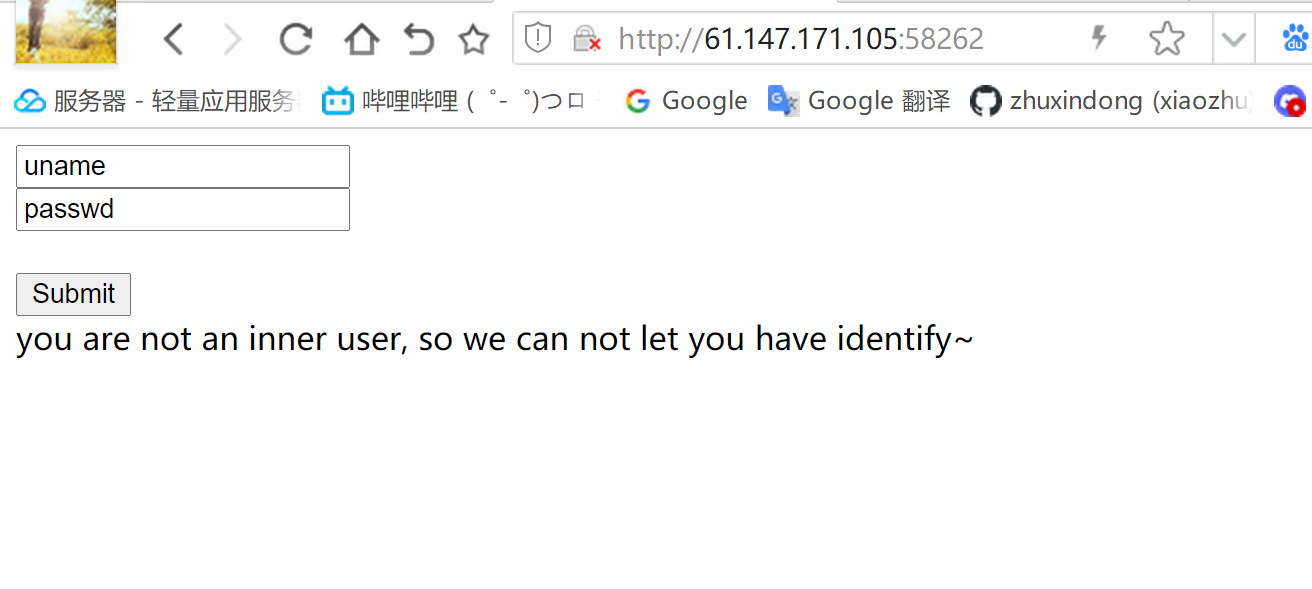 http://61.147.171.105:58262
du
服务器 - 轻量应用服务
哔哩哔哩 ( ゜- ゜)つロ
Google
Google 翻译
zhuxindong (xiaozhu
uname
passwd
Submit
you are not an inner user, so we can not let you have identify~